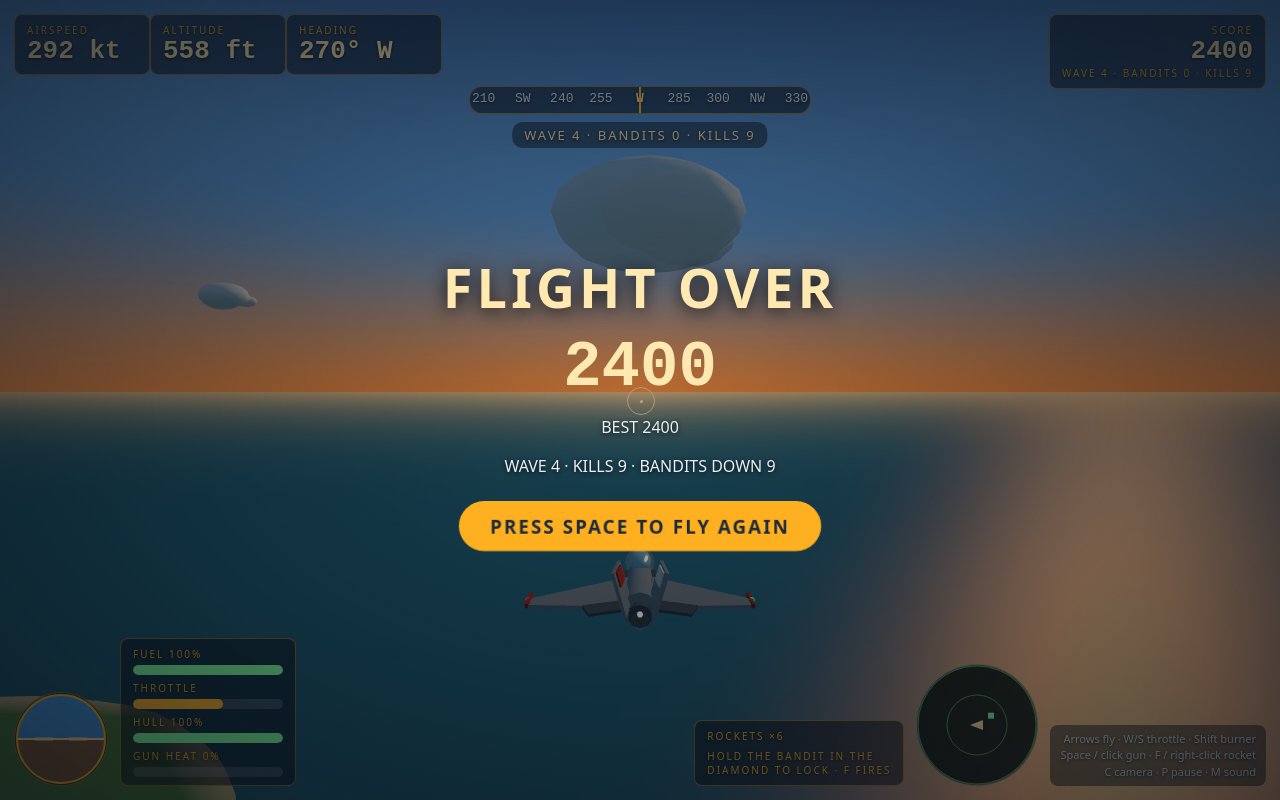 AIRSPEED
292 kt
ALTITUDE
558 ft
HEADING
270° W
SCORE
2400
WAVE 4 · BANDITS 0 · KILLS 9
210 SW 240 255 W 285 300 NW 330
WAVE 4 · BANDITS 0 · KILLS 9
FLIGHT OVER
2400
BEST 2400
WAVE 4 · KILLS 9 · BANDITS DOWN 9
PRESS SPACE TO FLY AGAIN
FUEL 100%
THROTTLE
HULL 100%
GUN HEAT 0%
ROCKETS ×6
HOLD THE BANDIT IN THE
DIAMOND TO LOCK · F FIRES
Arrows fly · W/S throttle · Shift burner
Space / click gun · F / right-click rocket
C camera · P pause · M sound